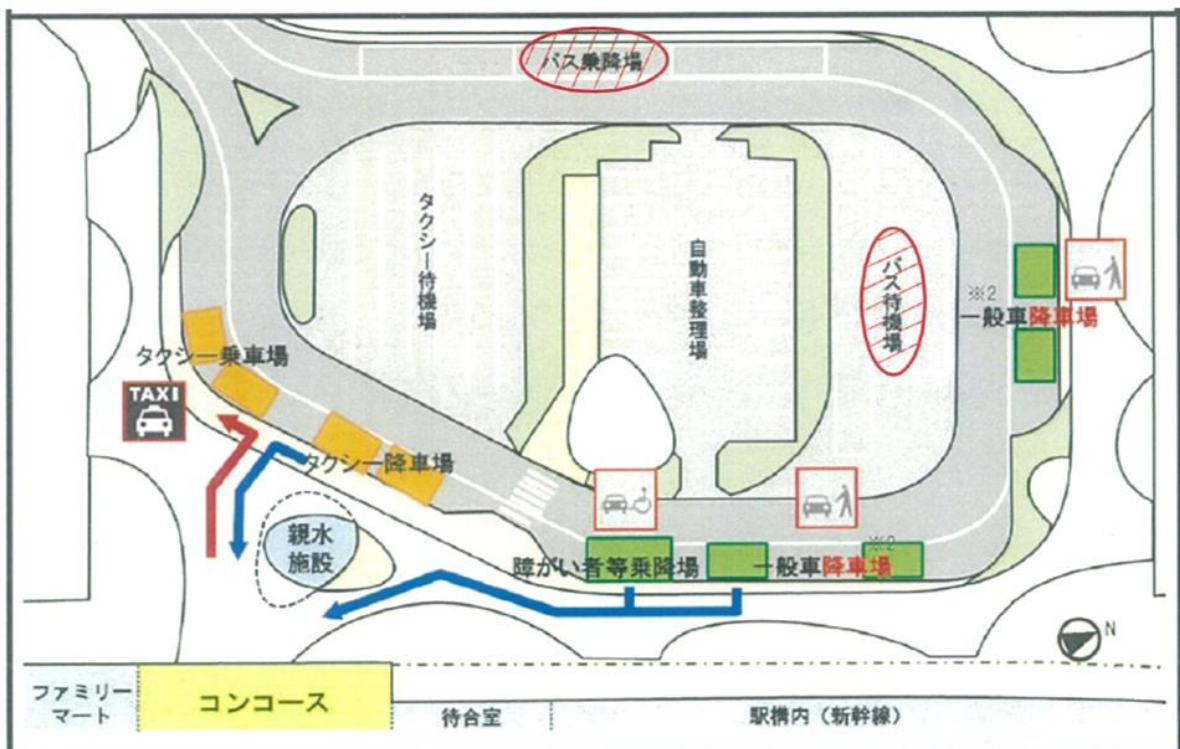 バス乗降場
タクシー待機場
自動車整理場
バス待機場
※2
一般車降車場
タクシー乗車場
TAXI
タクシー降車場
親水
施設
障がい者等乗降場
※2
一般車降車場
N
ファミリー
マート
コンコース
待合室
駅構内（新幹線）